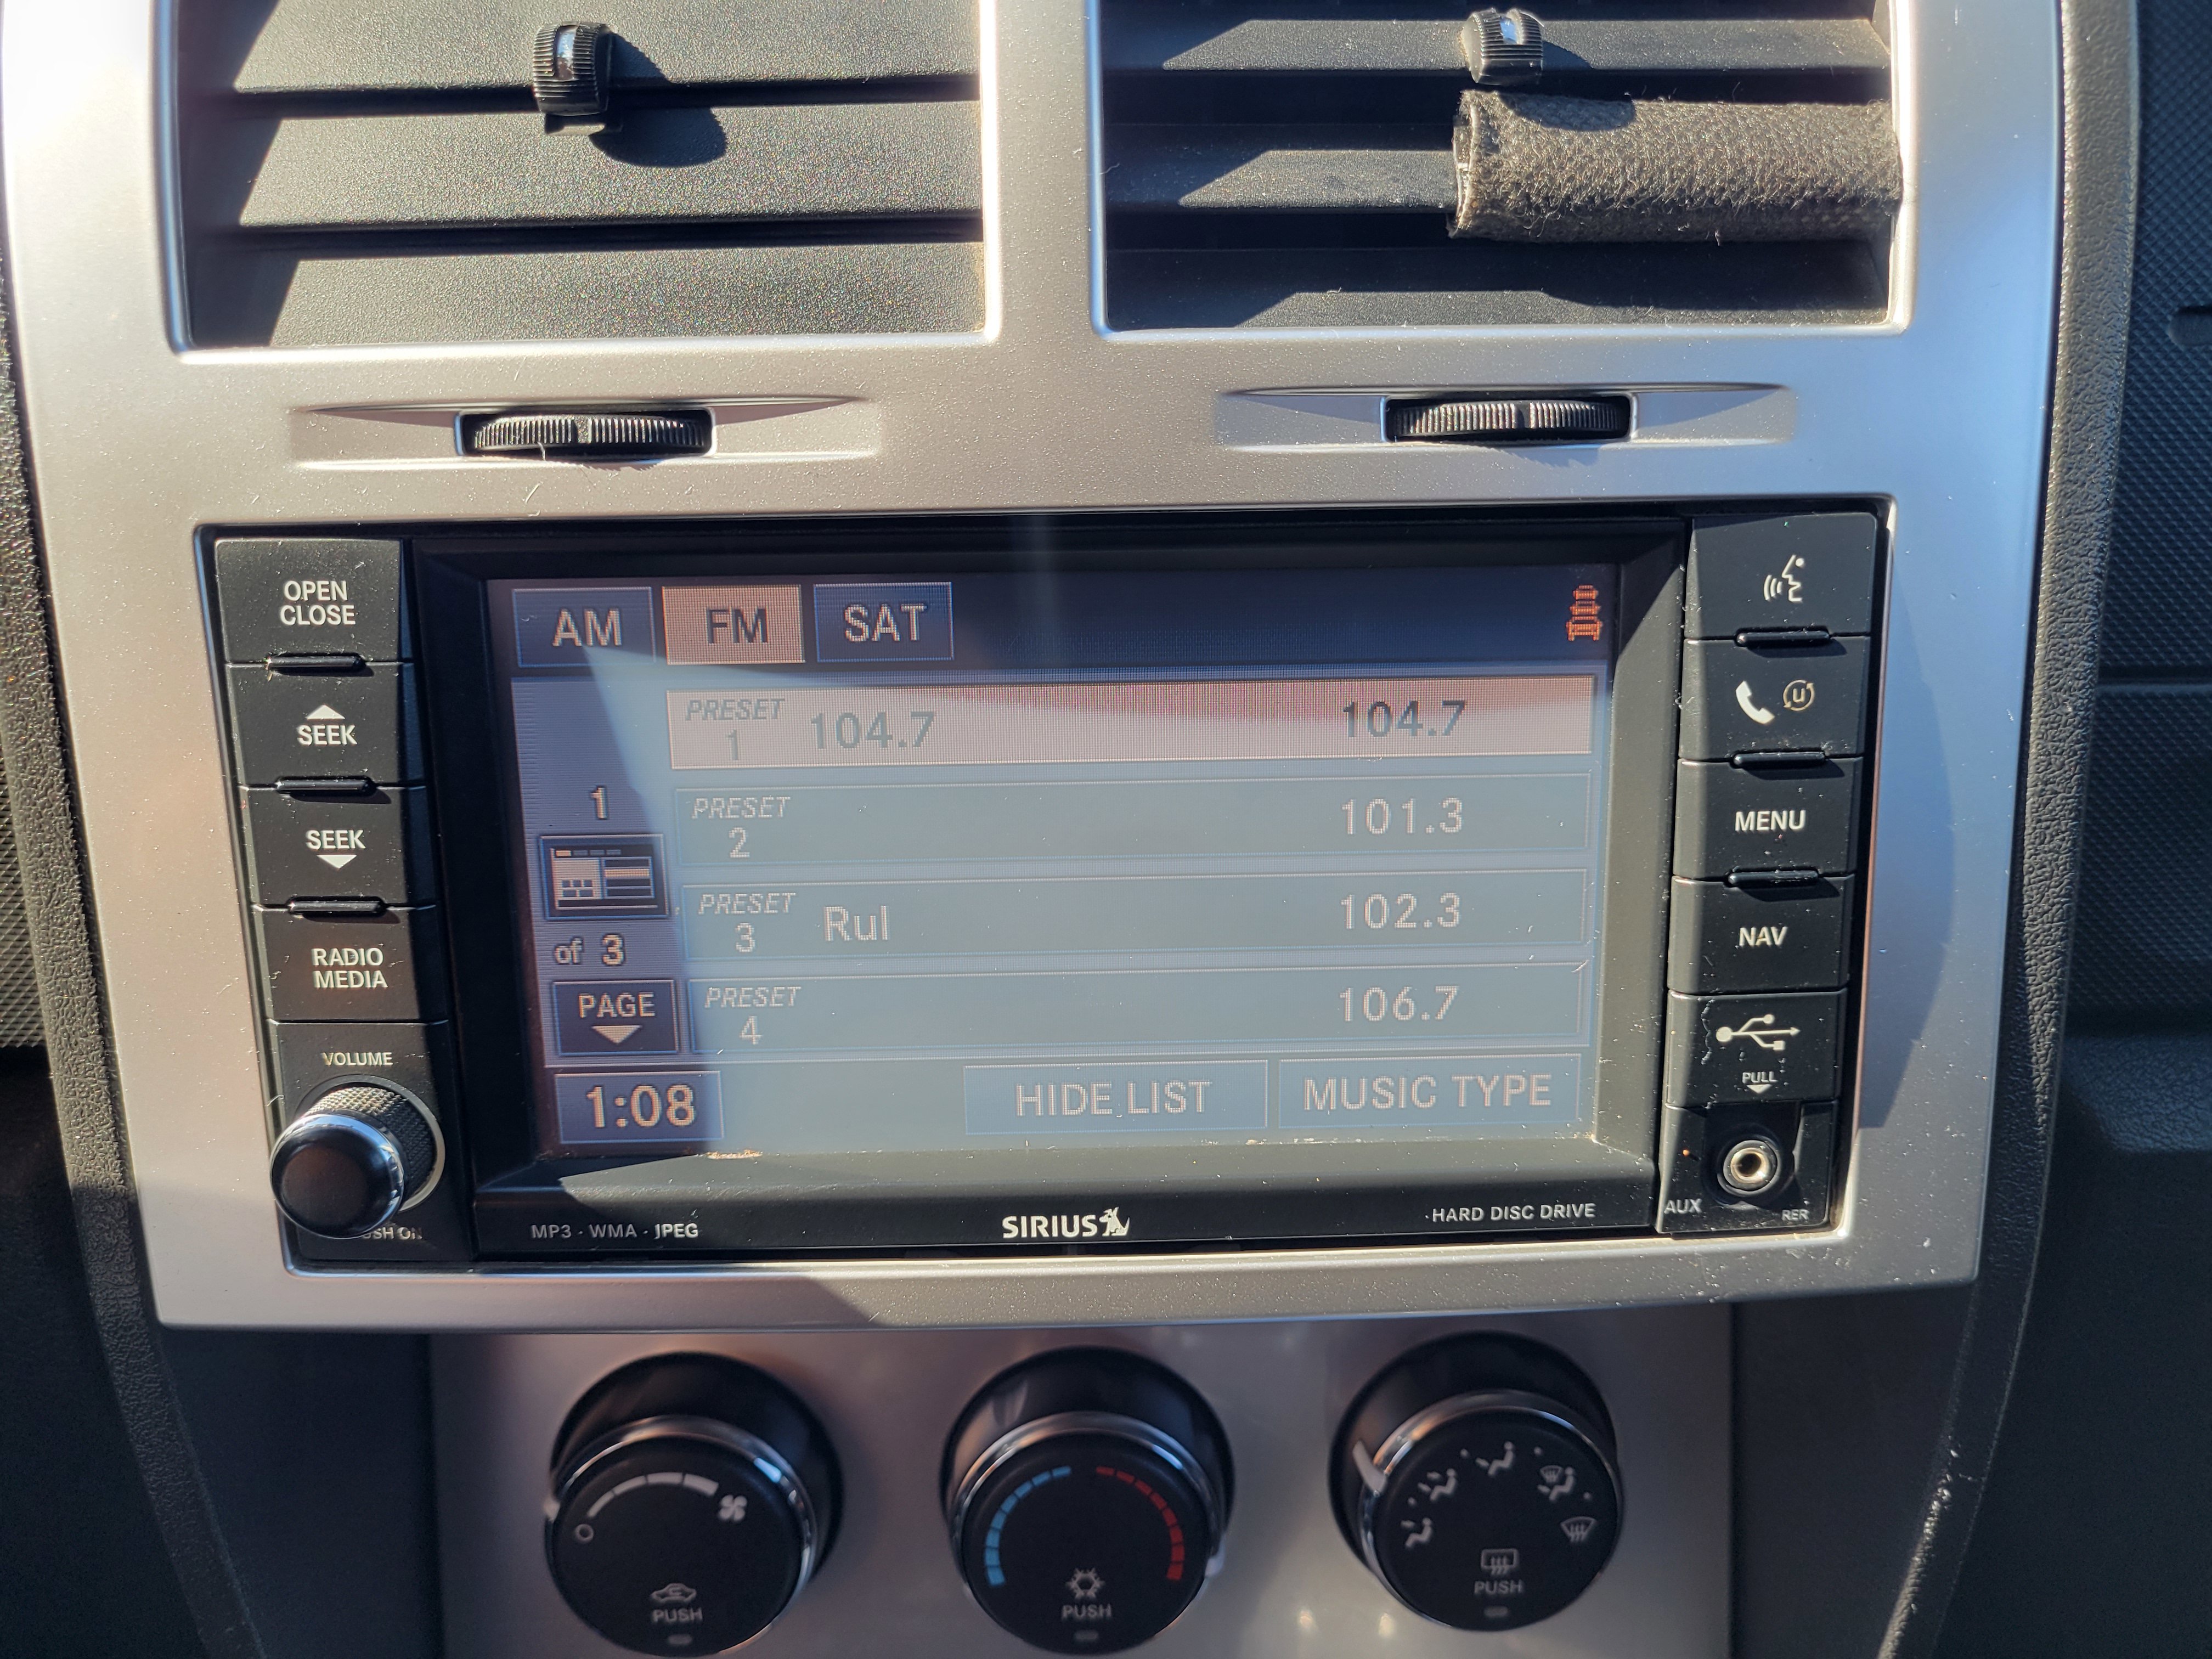 OPEN
CLOSE
SEEK
SEEK
RADIO
MEDIA
VOLUME
AM FM SAT
PRESET
1 104.7 104.7
PRESET
2 101.3
PRESET
3 Rul 102.3
PRESET
4 106.7
1
of 3
PAGE
1:08 HIDE LIST MUSIC TYPE
U
MENU
NAV
PULL
AUX
MP3 · WMA · JPEG SIRIUS HARD DISC DRIVE
PUSH PUSH PUSH